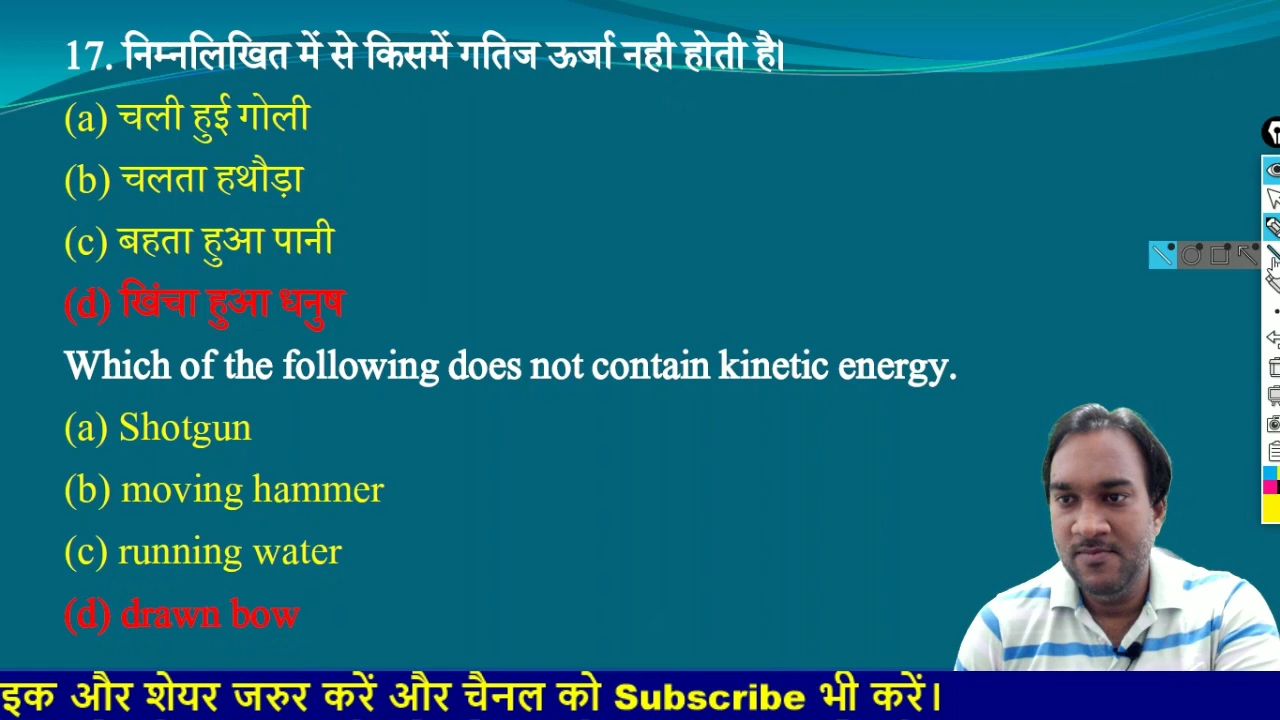 17. निम्नलिखित में से किसमें गतिज ऊर्जा नही होती है।
(a) चली हुई गोली
(b) चलता हथौड़ा
(c) बहता हुआ पानी
(d) खिंचा हुआ धनुष
Which of the following does not contain kinetic energy.
(a) Shotgun
(b) moving hammer
(c) running water
(d) drawn bow
इक और शेयर जरुर करें और चैनल को Subscribe भी करें।